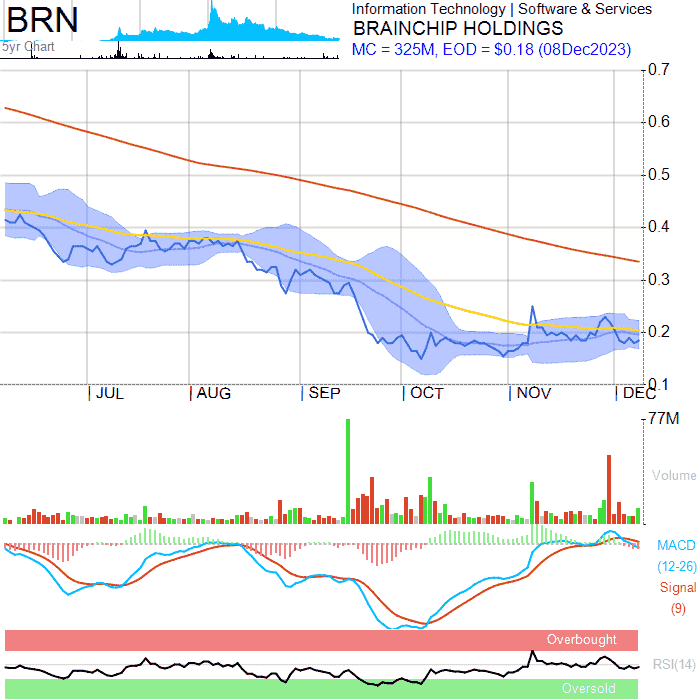 BRN
5yr Chart
Information Technology | Software & Services
BRAINCHIP HOLDINGS
MC = 325M, EOD = $0.18 (08Dec2023)
0.7
0.6
0.5
0.4
0.3
0.2
0.1
JUL AUG SEP OCT NOV DEC
77M
Volume
MACD
(12-26)
Signal
(9)
Overbought
RSI(14)
Oversold